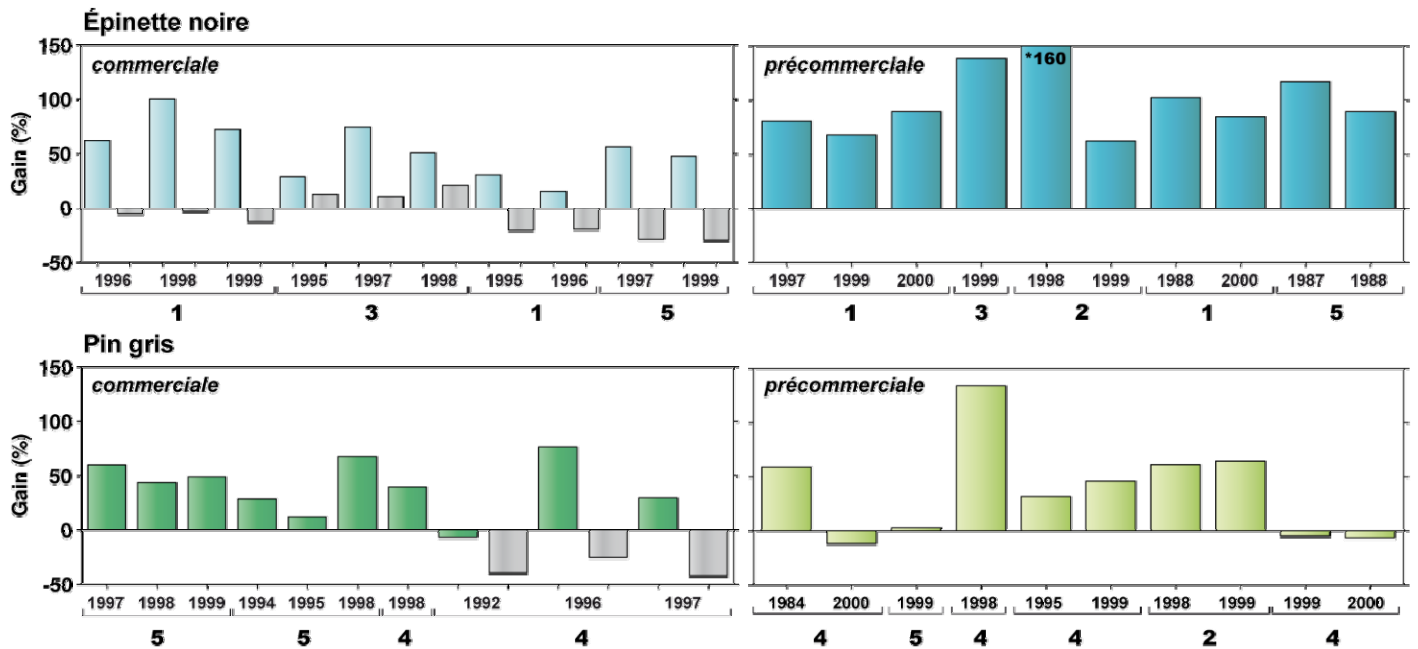 Épinette noire
commerciale
précommerciale
*160
Gain (%)
150
100
50
0
-50
1996 1998 1999 1995 1997 1998 1995 1996 1997 1999
1 3 1 5
1997 1999 2000 1999 1998 1999 1988 2000 1987 1988
1 3 2 1 5
Pin gris
commerciale
précommerciale
Gain (%)
150
100
50
0
-50
1997 1998 1999 1994 1995 1998 1998 1992 1996 1997
5 5 4 4
1984 2000 1999 1998 1995 1999 1998 1999 1999 2000
4 5 4 4 2 4